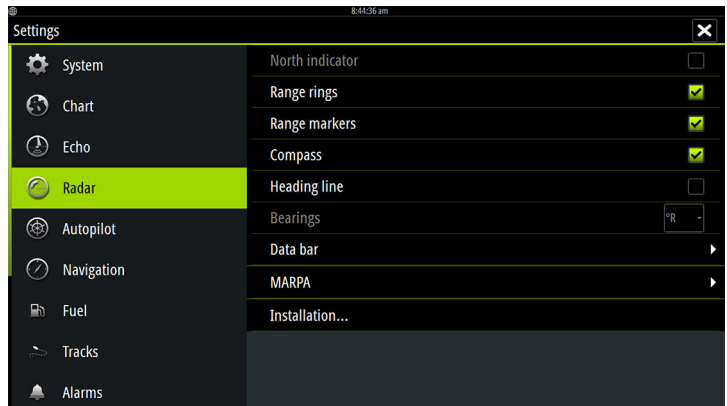 8:44:36 am
Settings
System
Chart
Echo
Radar
Autopilot
Navigation
Fuel
Tracks
Alarms
North indicator
Range rings
Range markers
Compass
Heading line
Bearings °R
Data bar
MARPA
Installation...